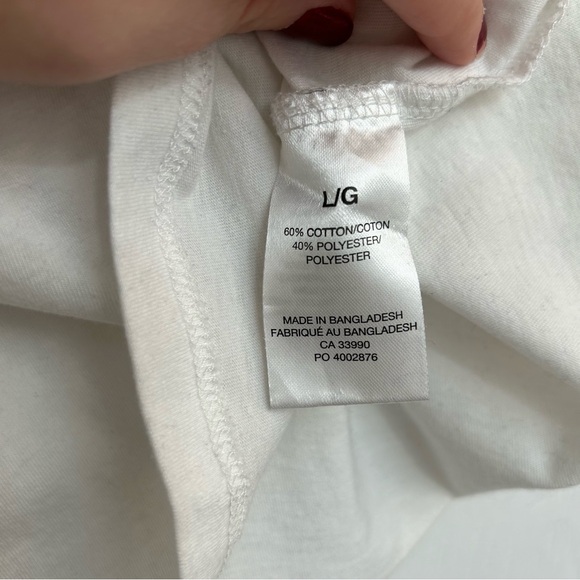 L/G
60% COTTON/COTON
40% POLYESTER/
POLYESTER
MADE IN BANGLADESH
FABRIQUÉ AU BANGLADESH
CA 33990
PO 4002876